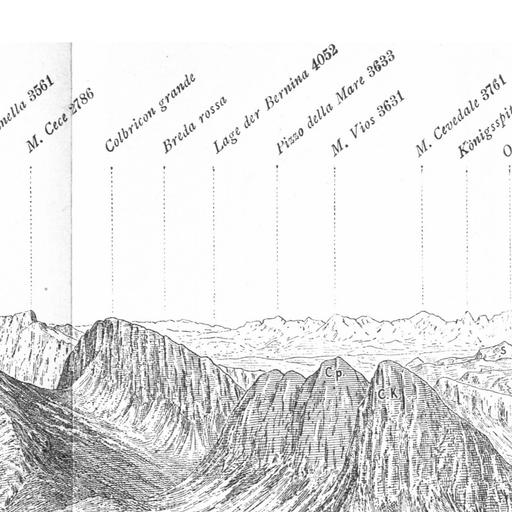 nella 3561
M. Cece 2786
Colbricon grande
Breda rossa
Lage der Bernina 4052
Pizzo della Mare 3633
M. Vios 3631
M. Cevedale 3761
Königsspit
O
Cp
CK
S